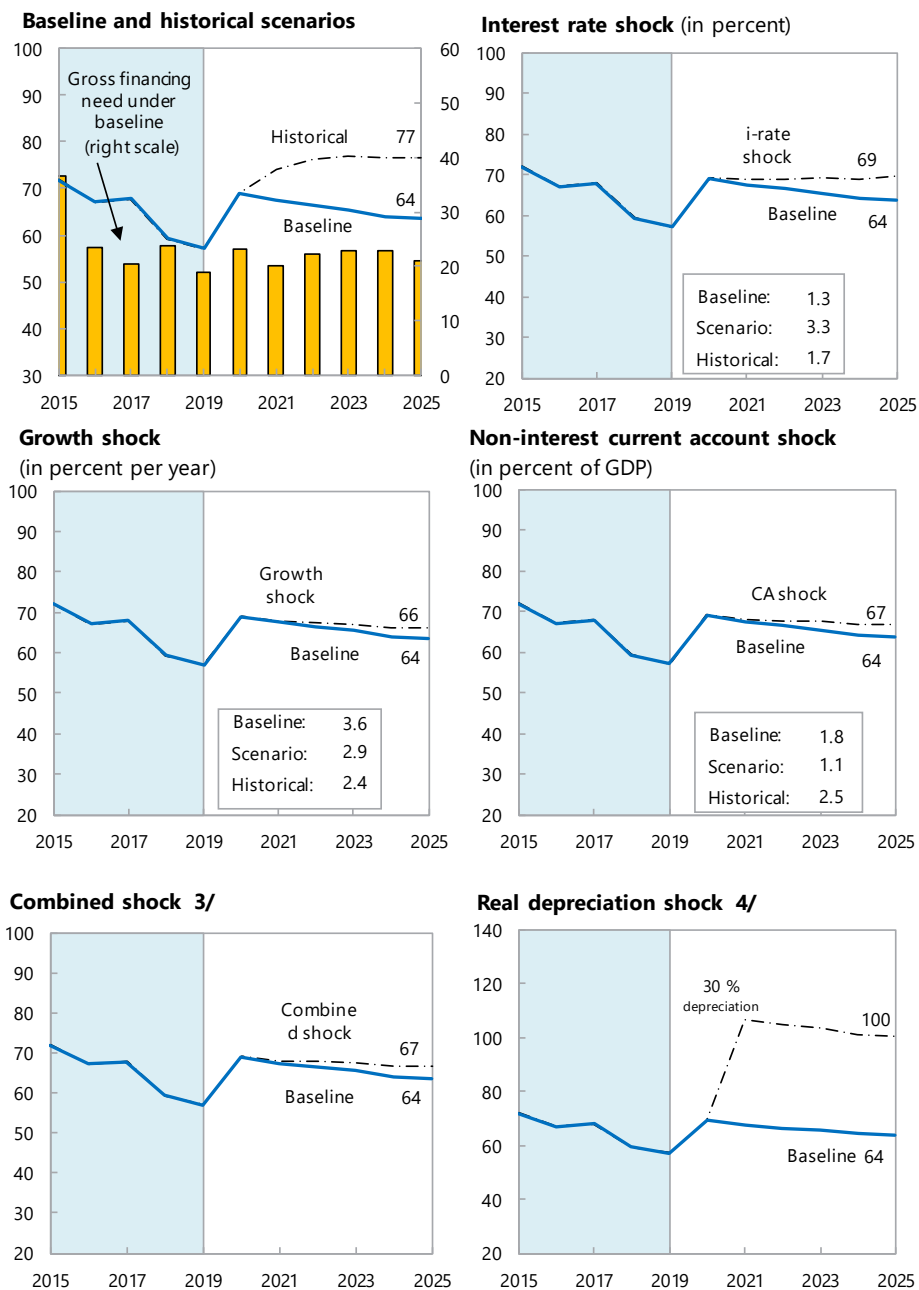 Baseline and historical scenarios
100
90
80
70
60
50
40
30
60
50
40
30
20
10
0
Gross financing
need under
baseline
(right scale)
Historical
77
64
Baseline
2015 2017 2019 2021 2023 2025
Interest rate shock (in percent)
100
90
80
70
60
50
40
30
20
i-rate
shock
69
Baseline
64
Baseline: 1.3
Scenario: 3.3
Historical: 1.7
2015 2017 2019 2021 2023 2025
Growth shock
(in percent per year)
100
90
80
70
60
50
40
30
20
Growth
shock
66
Baseline
64
Baseline: 3.6
Scenario: 2.9
Historical: 2.4
2015 2017 2019 2021 2023 2025
Non-interest current account shock
(in percent of GDP)
100
90
80
70
60
50
40
30
20
CA shock
67
Baseline
64
Baseline: 1.8
Scenario: 1.1
Historical: 2.5
2015 2017 2019 2021 2023 2025
Combined shock 3/
100
90
80
70
60
50
40
30
20
Combine
d shock
67
Baseline
64
2015 2017 2019 2021 2023 2025
Real depreciation shock 4/
140
120
100
80
60
40
20
30 %
depreciation
100
Baseline 64
2015 2017 2019 2021 2023 2025